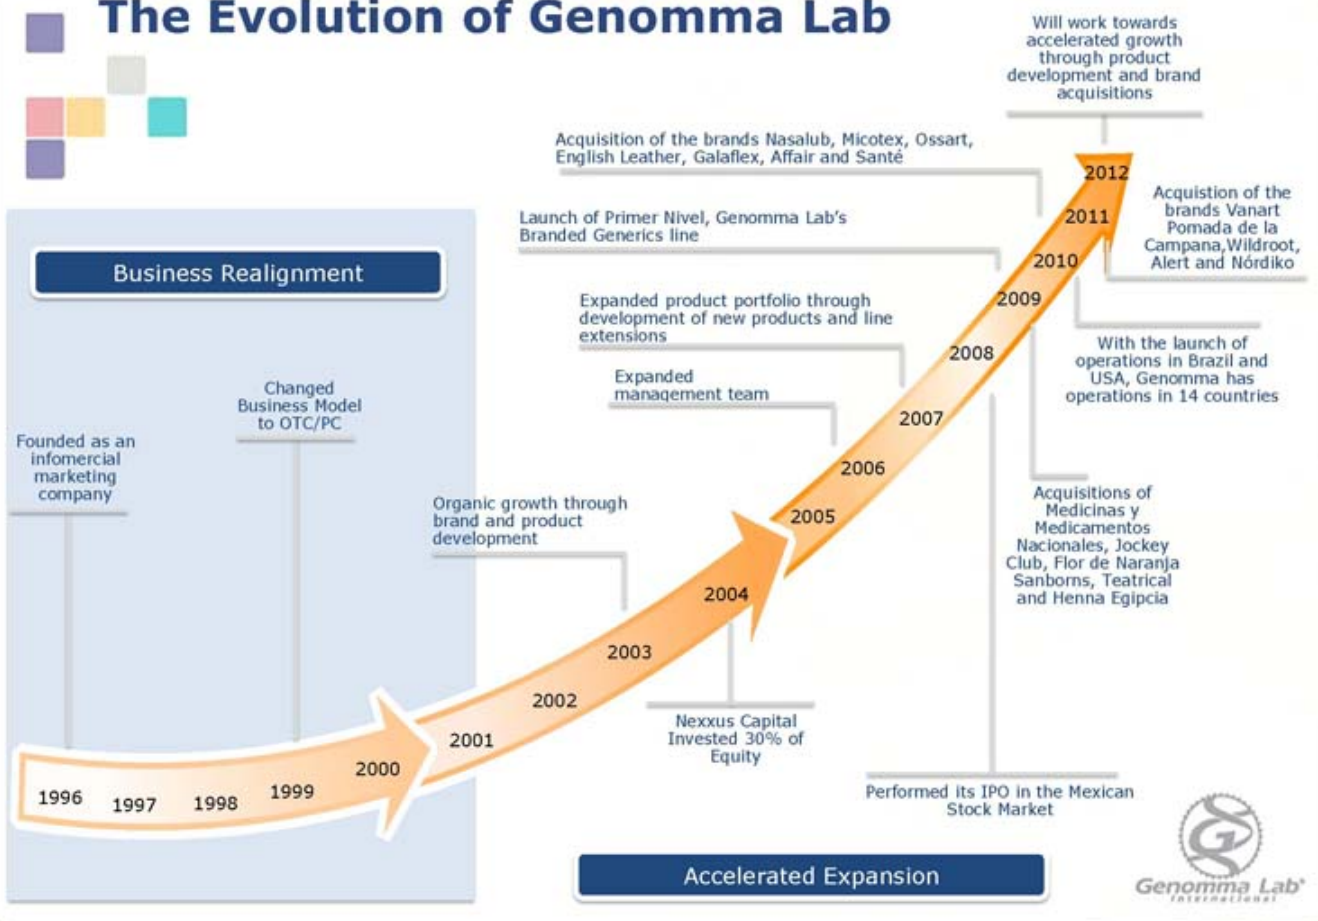 The Evolution of Genomma Lab
Will work towards
accelerated growth
through product
development and brand
acquisitions
Acquisition of the brands Nasalub, Micotex, Ossart,
English Leather, Galaflex, Affair and Santé
Launch of Primer Nivel, Genomma Lab's
Branded Generics line
Acquistion of the
brands Vanart
Pomada de la
Campana,Wildroot,
Alert and Nórdiko
Business Realignment
Expanded product portfolio through
development of new products and line
extensions
With the launch of
operations in Brazil and
USA, Genomma has
operations in 14 countries
Expanded
management team
Changed
Business Model
to OTC/PC
Founded as an
infomercial
marketing
company
Organic growth through
brand and product
development
Acquisitions of
Medicinas y
Medicamentos
Nacionales, Jockey
Club, Flor de Naranja
Sanborns, Teatrical
and Henna Egipcia
1996
1997
1998
1999
2000
2001
2002
2003
2004
2005
2006
2007
2008
2009
2010
2011
2012
Nexxus Capital
Invested 30% of
Equity
Performed its IPO in the Mexican
Stock Market
Accelerated Expansion
Genomma Lab®
International